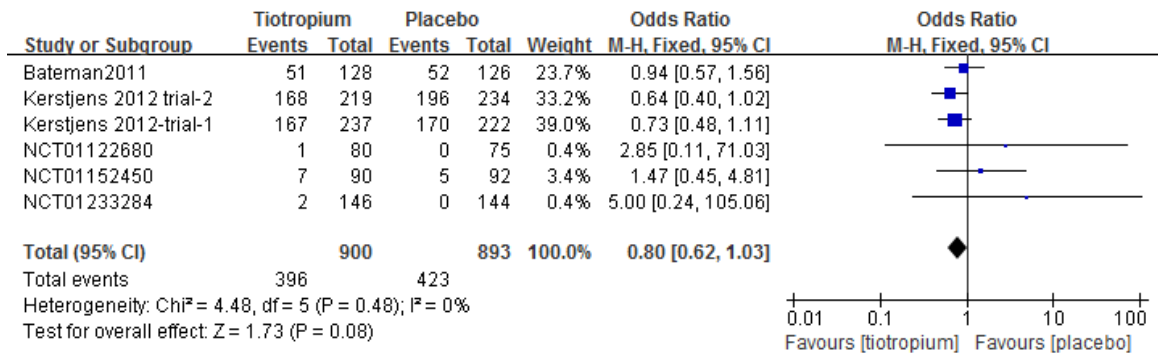 Tiotropium Placebo Odds Ratio Odds Ratio
Study or Subgroup Events Total Events Total Weight M-H, Fixed, 95% CI M-H, Fixed, 95% CI
Bateman2011 51 128 52 126 23.7% 0.94 [0.57, 1.56]
Kerstjens 2012 trial-2 168 219 196 234 33.2% 0.64 [0.40, 1.02]
Kerstjens 2012-trial-1 167 237 170 222 39.0% 0.73 [0.48, 1.11]
NCT01122680 1 80 0 75 0.4% 2.85 [0.11, 71.03]
NCT01152450 7 90 5 92 3.4% 1.47 [0.45, 4.81]
NCT01233284 2 146 0 144 0.4% 5.00 [0.24, 105.06]
Total (95% CI) 900 893 100.0% 0.80 [0.62, 1.03]
Total events 396 423
Heterogeneity: Chi² = 4.48, df = 5 (P = 0.48); I² = 0%
Test for overall effect: Z = 1.73 (P = 0.08)
0.01 0.1 1 10 100
Favours [tiotropium] Favours [placebo]